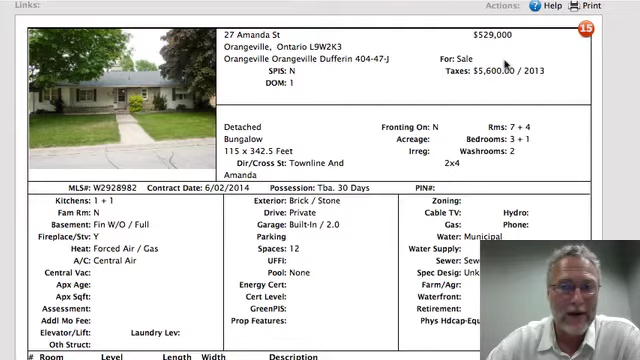 Links: Actions: Help Print
15
27 Amanda St $529,000
Orangeville, Ontario L9W2K3
Orangeville Orangeville Dufferin 404-47-J For: Sale
SPIS: N Taxes: $5,600.00 / 2013
DOM: 1
Detached Fronting On: N Rms: 7 + 4
Bungalow Acreage: Bedrooms: 3 + 1
115 x 342.5 Feet Irreg: Washrooms: 2
Dir/Cross St: Townline And 2x4
Amanda
MLS#: W2928982 Contract Date: 6/02/2014 Possession: Tba. 30 Days PIN#:
Kitchens: 1 + 1 Exterior: Brick / Stone Zoning:
Fam Rm: N Drive: Private Cable TV: Hydro:
Basement: Fin W/O / Full Garage: Built-In / 2.0 Gas: Phone:
Fireplace/Stv: Y Parking Water: Municipal
Heat: Forced Air / Gas Spaces: 12 Water Supply:
A/C: Central Air UFFI: Sewer:
Central Vac: Pool: None Spec Desig:
Apx Age: Energy Cert: Farm/Agr:
Apx Sqft: Cert Level: Waterfront:
Assessment: GreenPIS: Retirement:
Addl Mo Fee: Prop Features: Phys Hdcap-Eq
Elevator/Lift: Laundry Lev:
Oth Struct:
# Room Level Length Width Description